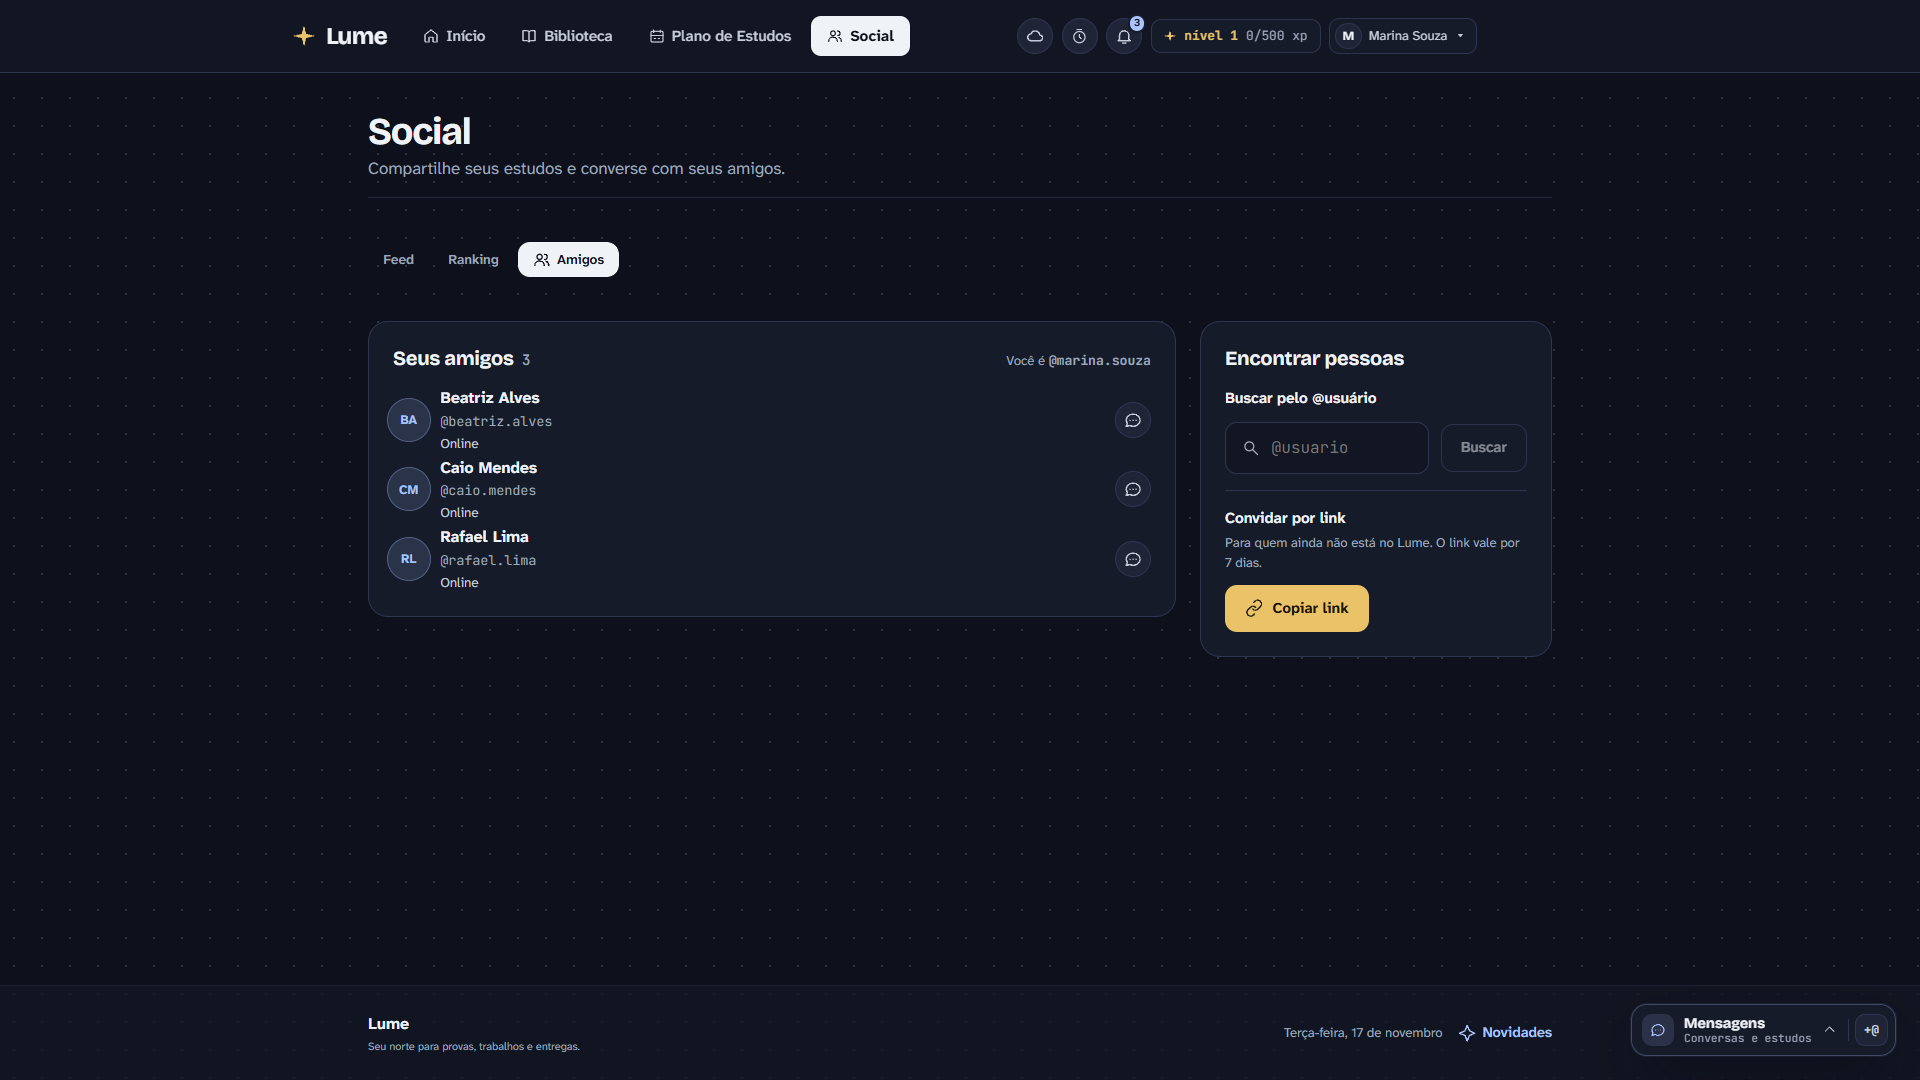 Lume
Início
Biblioteca
Plano de Estudos
Social
3
nível 1 0/500 xp
M Marina Souza
Social
Compartilhe seus estudos e converse com seus amigos.
Feed
Ranking
Amigos
Seus amigos 3
Você é @marina.souza
BA
Beatriz Alves
@beatriz.alves
Online
CM
Caio Mendes
@caio.mendes
Online
RL
Rafael Lima
@rafael.lima
Online
Encontrar pessoas
Buscar pelo @usuário
@usuario
Buscar
Convidar por link
Para quem ainda não está no Lume. O link vale por
7 dias.
Copiar link
Lume
Seu norte para provas, trabalhos e entregas.
Terça-feira, 17 de novembro
Novidades
Mensagens
Conversas e estudos
+@